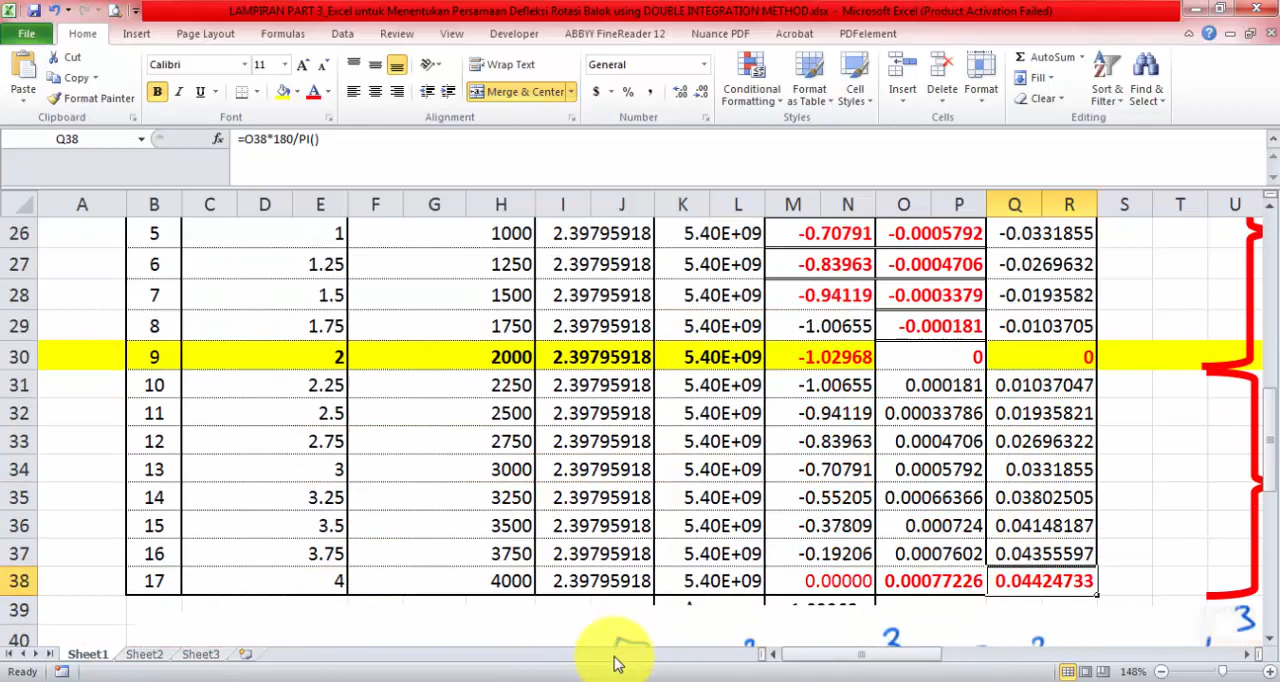 LAMPIRAN PART 3_Excel untuk Menentukan Persamaan Defleksi Rotasi Balok using DOUBLE INTEGRATION METHOD.xlsx - Microsoft Excel (Product Activation Failed)
File Home Insert Page Layout Formulas Data Review View Developer ABBYY FineReader 12 Nuance PDF Acrobat PDFelement
Paste Cut Copy Format Painter
Calibri 11 A A
B I U A
Wrap Text
Merge & Center
General
$ % , .0 .00 .00 .0
Conditional Formatting Format as Table Cell Styles
Insert Delete Format
Σ AutoSum Fill Clear
Sort & Filter Find & Select
Clipboard Font Alignment Number Styles Cells Editing
Q38 fx =O38*180/PI()
A B C D E F G H I J K L M N O P Q R S T U
26 5 1 1000 2.39795918 5.40E+09 -0.70791 -0.0005792 -0.0331855
27 6 1.25 1250 2.39795918 5.40E+09 -0.83963 -0.0004706 -0.0269632
28 7 1.5 1500 2.39795918 5.40E+09 -0.94119 -0.0003379 -0.0193582
29 8 1.75 1750 2.39795918 5.40E+09 -1.00655 -0.000181 -0.0103705
30 9 2 2000 2.39795918 5.40E+09 -1.02968 0 0
31 10 2.25 2250 2.39795918 5.40E+09 -1.00655 0.000181 0.01037047
32 11 2.5 2500 2.39795918 5.40E+09 -0.94119 0.00033786 0.01935821
33 12 2.75 2750 2.39795918 5.40E+09 -0.83963 0.0004706 0.02696322
34 13 3 3000 2.39795918 5.40E+09 -0.70791 0.0005792 0.0331855
35 14 3.25 3250 2.39795918 5.40E+09 -0.55205 0.00066366 0.03802505
36 15 3.5 3500 2.39795918 5.40E+09 -0.37809 0.000724 0.04148187
37 16 3.75 3750 2.39795918 5.40E+09 -0.19206 0.0007602 0.04355597
38 17 4 4000 2.39795918 5.40E+09 0.00000 0.00077226 0.04424733
39
40 3 3
Sheet1 Sheet2 Sheet3
Ready 148%